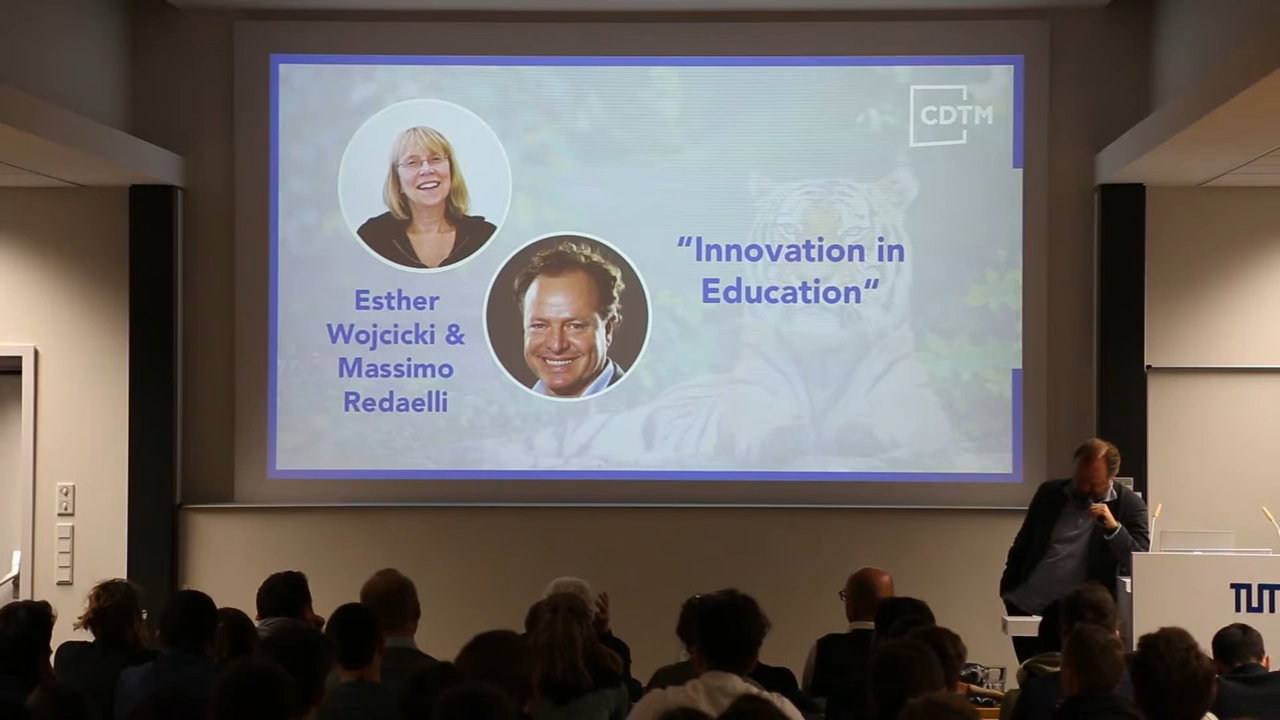 CDTM
"Innovation in
Education"
Esther
Wojcicki &
Massimo
Redaelli
TUM